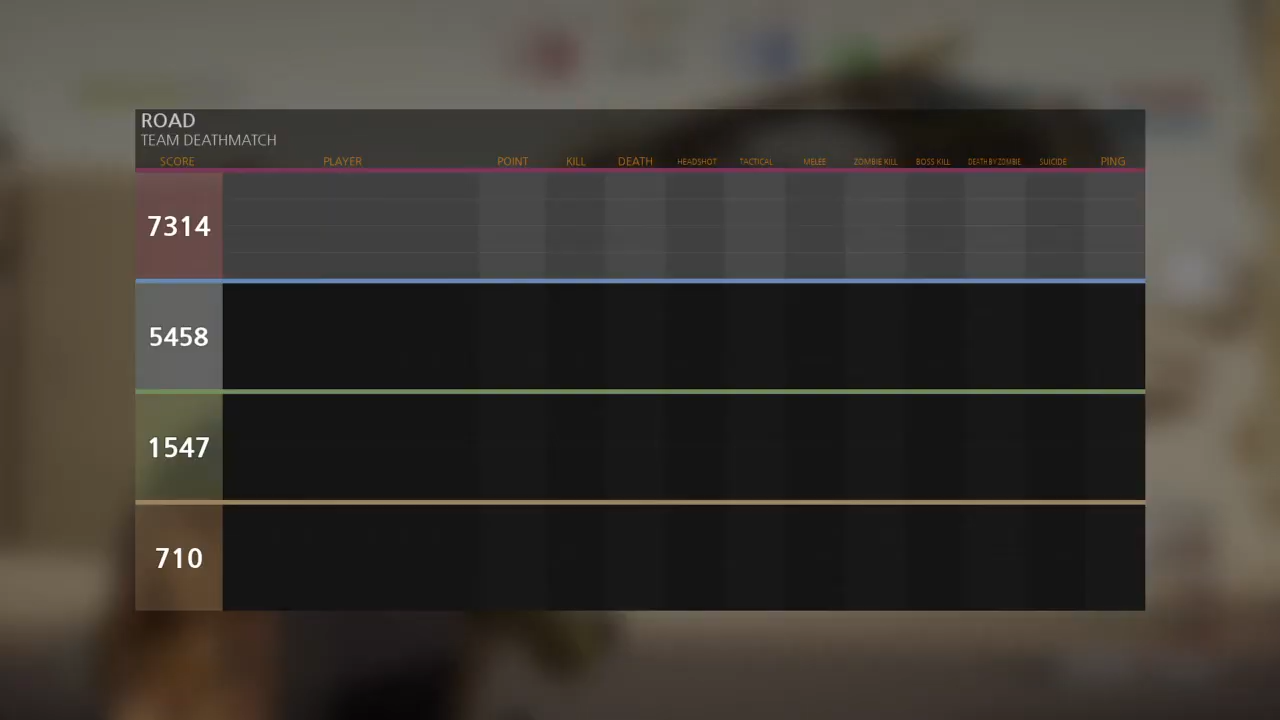 ROAD
TEAM DEATHMATCH
SCORE PLAYER POINT KILL DEATH HEADSHOT TACTICAL MELEE ZOMBIE KILL BOSS KILL DEATH BY ZOMBIE SUICIDE PING
7314
5458
1547
710